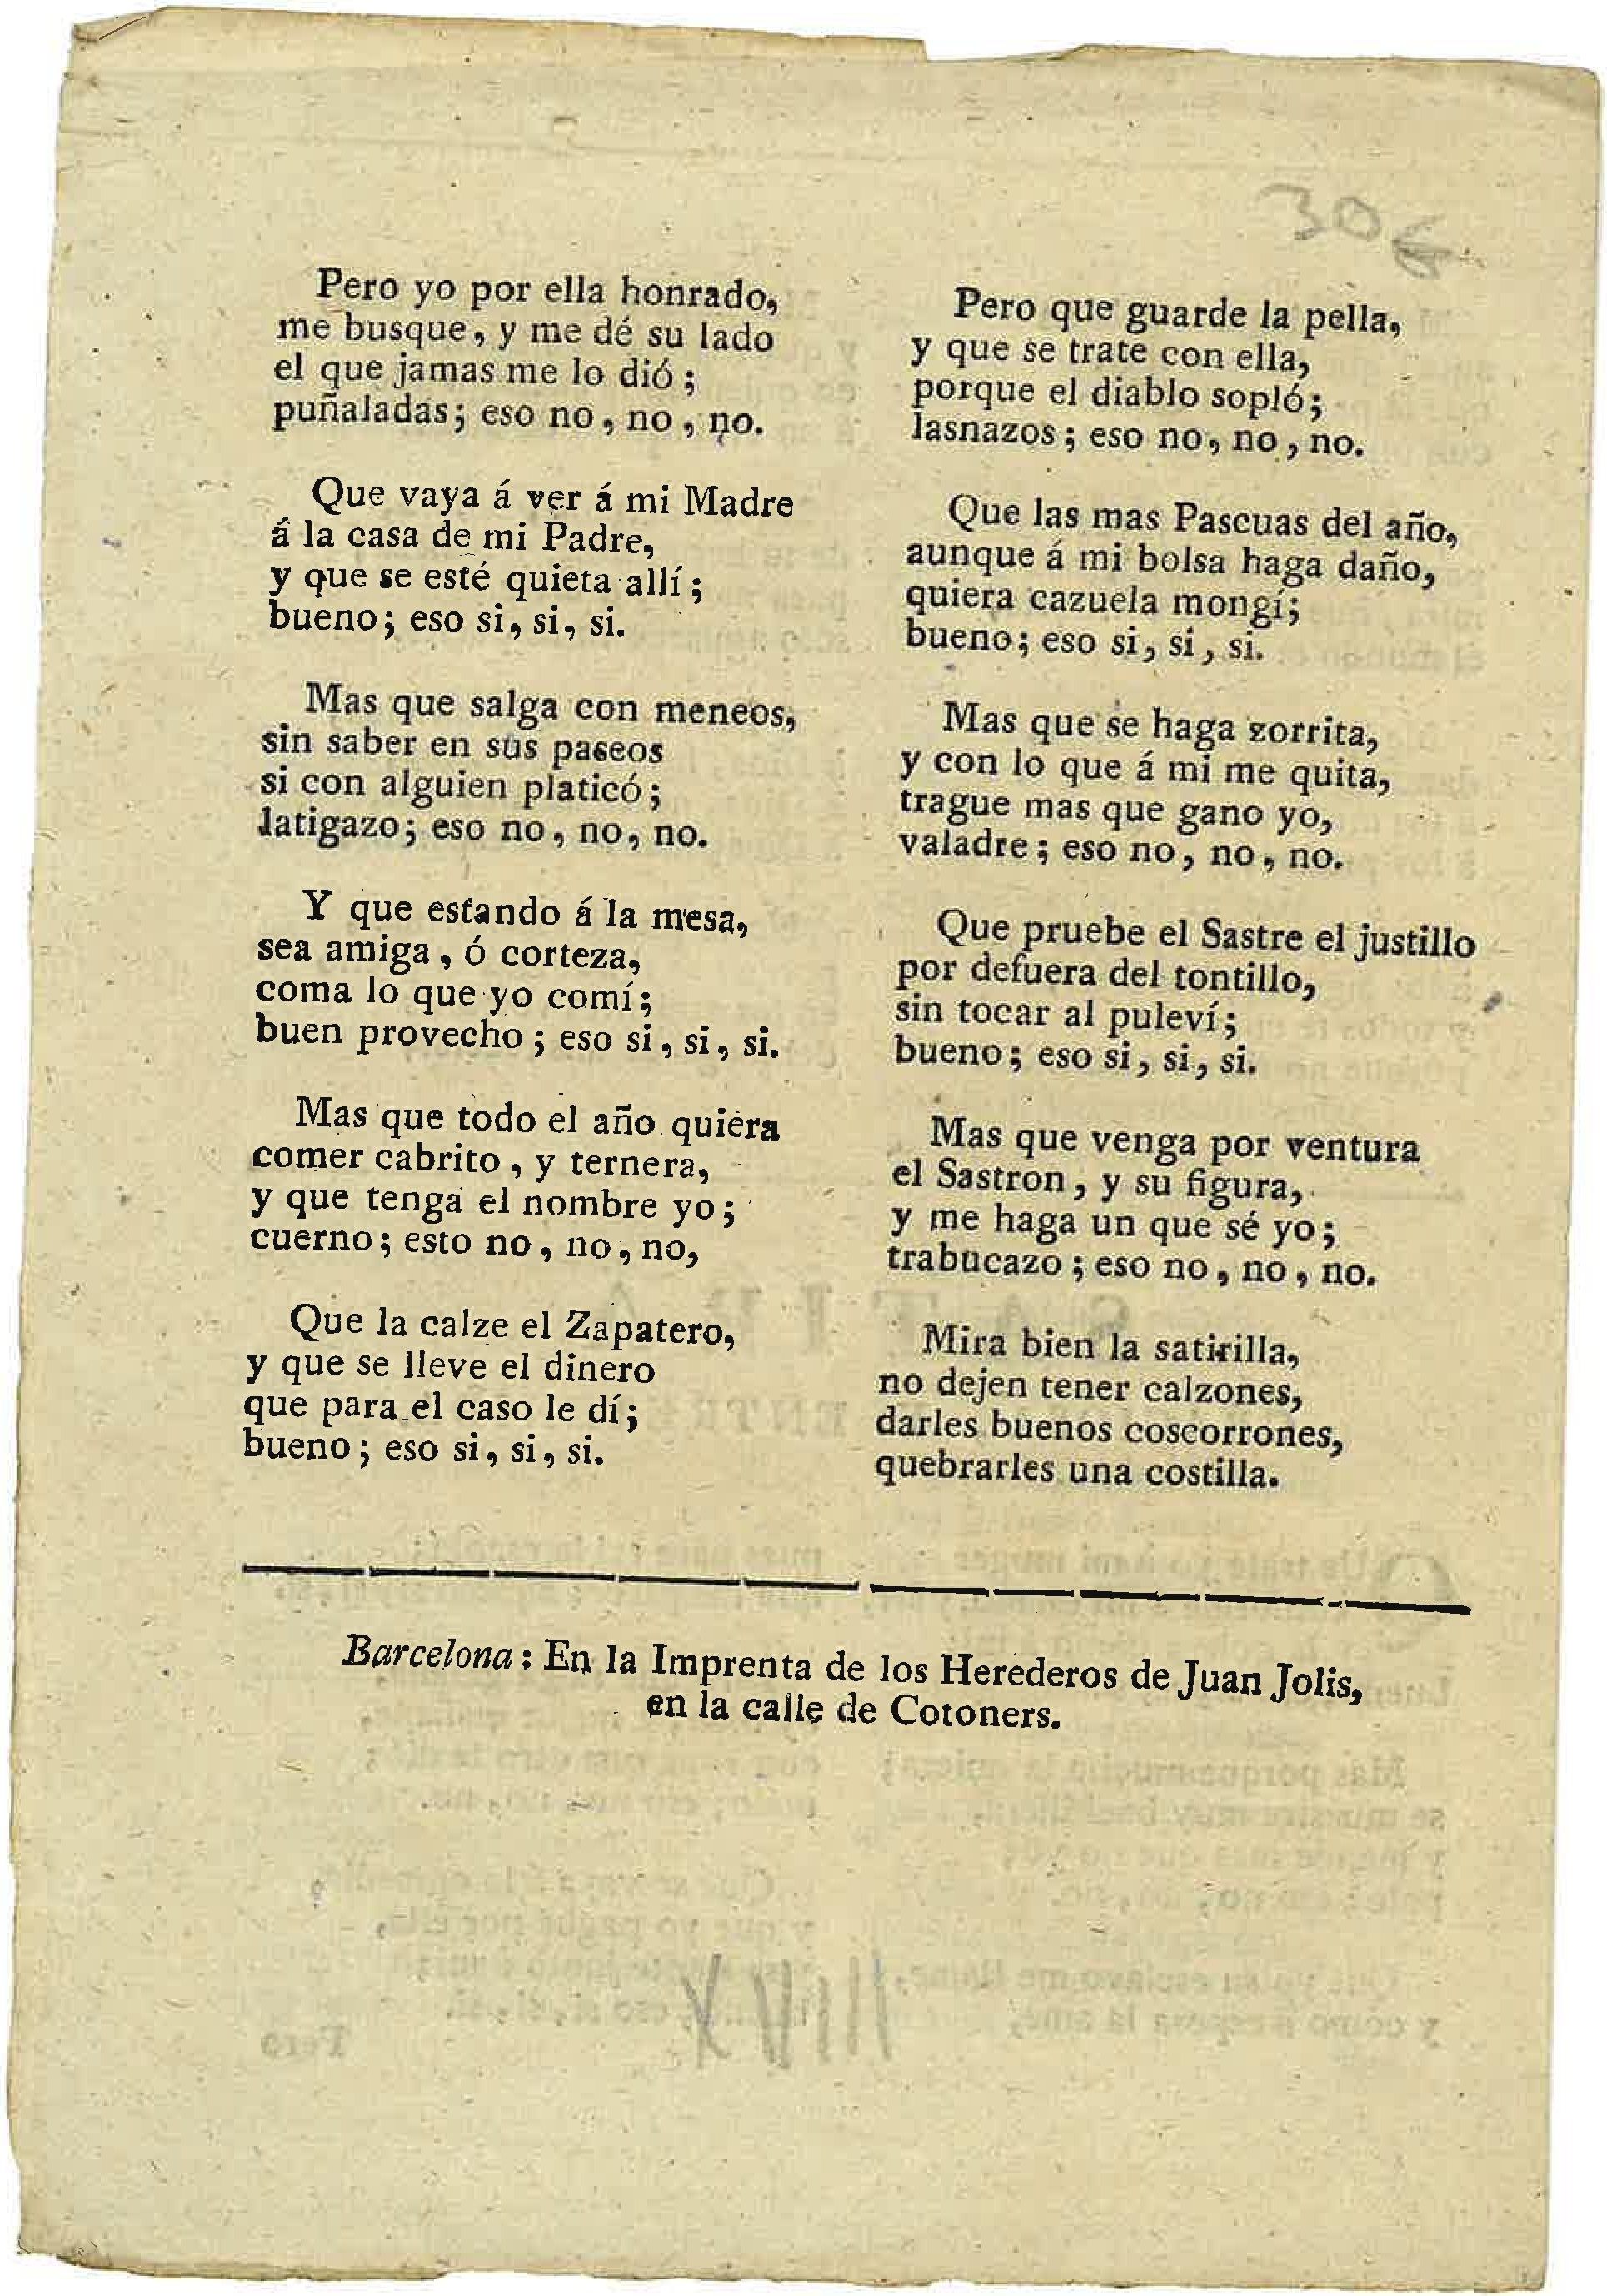 30€
Pero yo por ella honrado,
me busque, y me dé su lado
el que jamas me lo dió;
puñaladas; eso no, no, no.
Que vaya á ver á mi Madre
á la casa de mi Padre,
y que se esté quieta allí;
bueno; eso si, si, si.
Mas que salga con meneos,
sin saber en sus paseos
si con alguien platicó;
latigazo; eso no, no, no.
Y que estando á la mesa,
sea amiga, ó corteza,
coma lo que yo comí;
buen provecho; eso si, si, si.
Mas que todo el año quiera
comer cabrito, y ternera,
y que tenga el nombre yo;
cuerno; esto no, no, no,
Que la calze el Zapatero,
y que se lleve el dinero
que para el caso le dí;
bueno; eso si, si, si.
Pero que guarde la pella,
y que se trate con ella,
porque el diablo sopló;
lasnazos; eso no, no, no.
Que las mas Pascuas del año,
aunque á mi bolsa haga daño,
quiera cazuela mongí;
bueno; eso si, si, si.
Mas que se haga zorrita,
y con lo que á mi me quita,
trague mas que gano yo,
valadre; eso no, no, no.
Que pruebe el Sastre el justillo
por defuera del tontillo,
sin tocar al puleví;
bueno; eso si, si, si.
Mas que venga por ventura
el Sastron, y su figura,
y me haga un que sé yo;
trabucazo; eso no, no, no.
Mira bien la satirilla,
no dejen tener calzones,
darles buenos coscorrones,
quebrarles una costilla.
Barcelona: En la Imprenta de los Herederos de Juan Jolis,
en la calle de Cotoners.